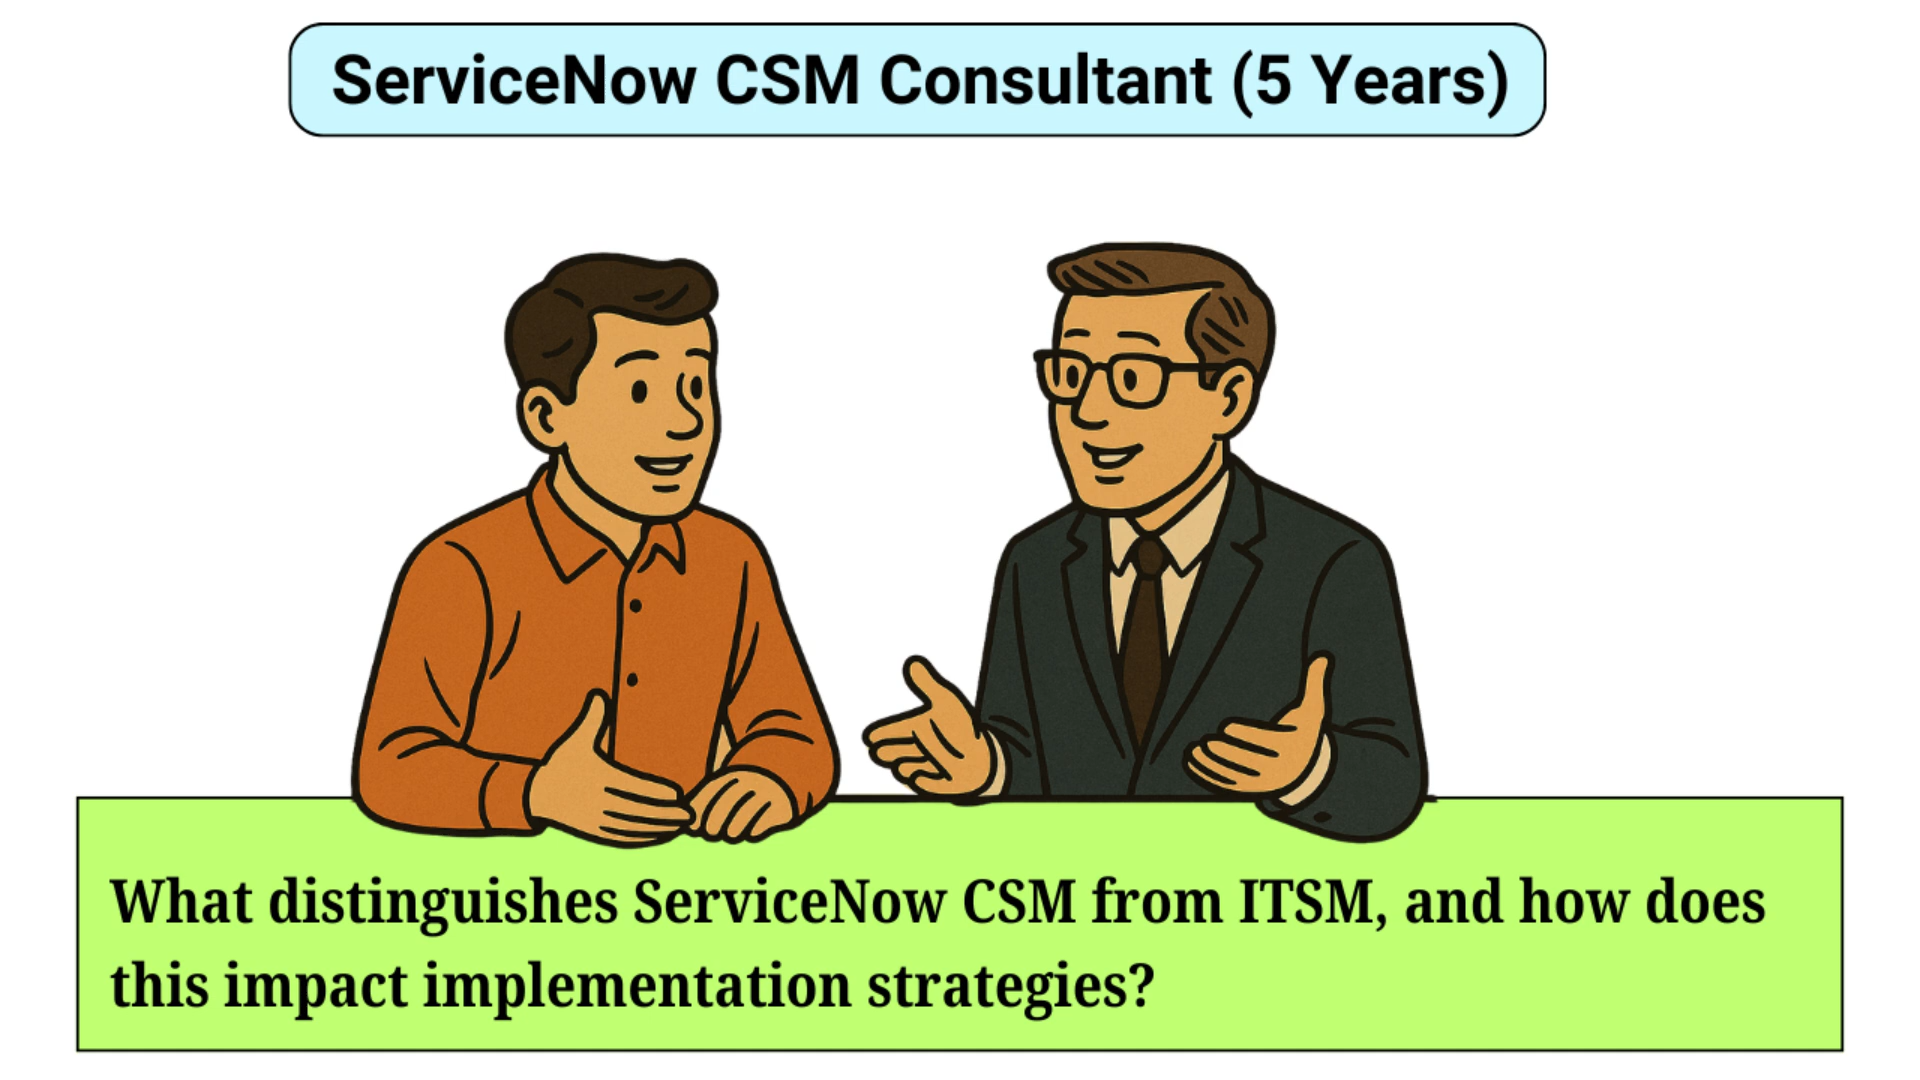 ServiceNow CSM Consultant (5 Years)
What distinguishes ServiceNow CSM from ITSM, and how does
this impact implementation strategies?